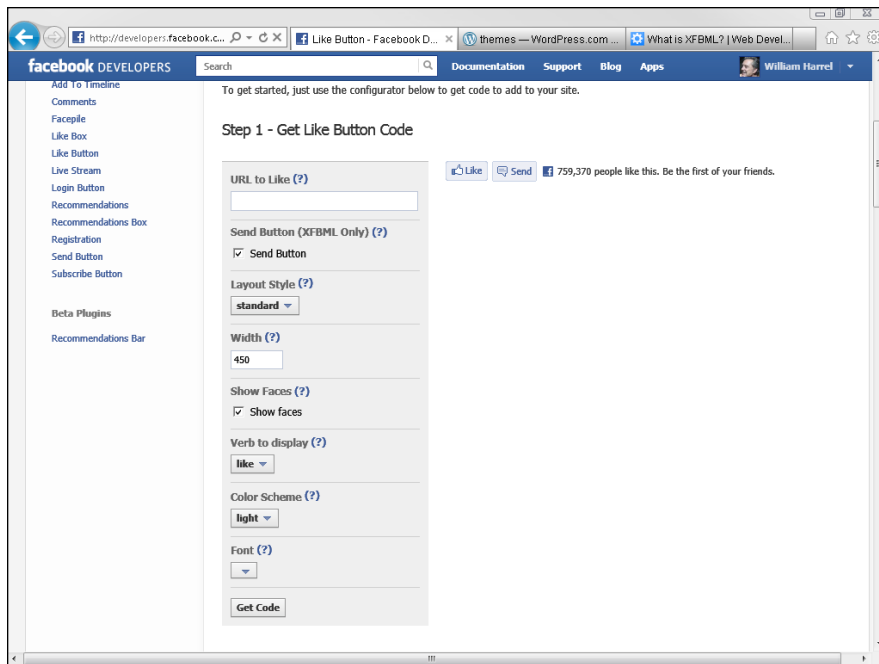 http://developers.facebook.c...
Like Button - Facebook D...
themes — WordPress.com ...
What is XFBML? | Web Devel...
facebook DEVELOPERS
Search
Documentation
Support
Blog
Apps
William Harrel
Add To Timeline
Comments
Facepile
Like Box
Like Button
Live Stream
Login Button
Recommendations
Recommendations Box
Registration
Send Button
Subscribe Button
Beta Plugins
Recommendations Bar
To get started, just use the configurator below to get code to add to your site.
Step 1 - Get Like Button Code
URL to Like (?)
Send Button (XFBML Only) (?)
Send Button
Layout Style (?)
standard
Width (?)
450
Show Faces (?)
Show faces
Verb to display (?)
like
Color Scheme (?)
light
Font (?)
Get Code
Like
Send
759,370 people like this. Be the first of your friends.